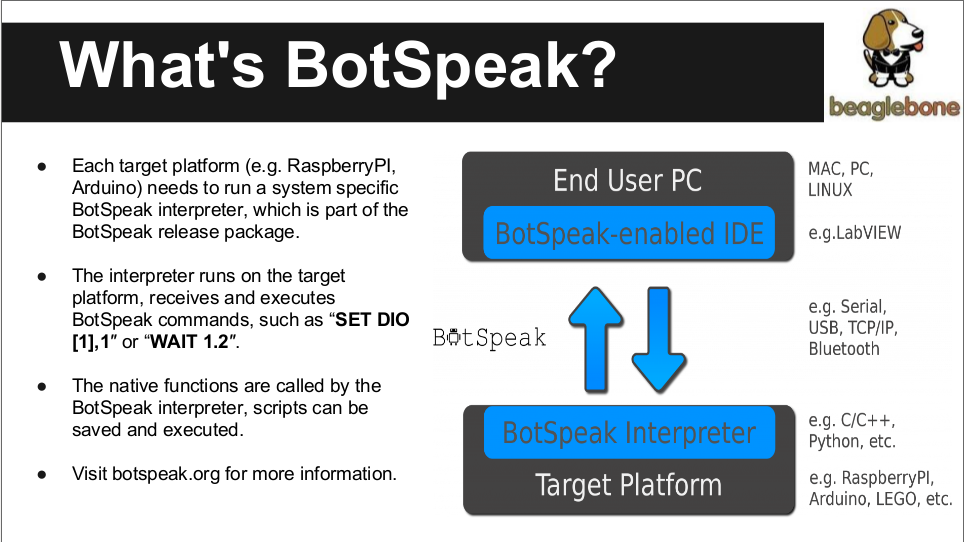 What's BotSpeak?
beaglebone
● Each target platform (e.g. RaspberryPI,
Arduino) needs to run a system specific
BotSpeak interpreter, which is part of the
BotSpeak release package.
● The interpreter runs on the target
platform, receives and executes
BotSpeak commands, such as “SET DIO
[1],1″ or “WAIT 1.2″.
● The native functions are called by the
BotSpeak interpreter, scripts can be
saved and executed.
● Visit botspeak.org for more information.
End User PC
BotSpeak-enabled IDE
MAC, PC,
LINUX
e.g.LabVIEW
BotSpeak
e.g. Serial,
USB, TCP/IP,
Bluetooth
BotSpeak Interpreter
Target Platform
e.g. C/C++,
Python, etc.
e.g. RaspberryPI,
Arduino, LEGO, etc.